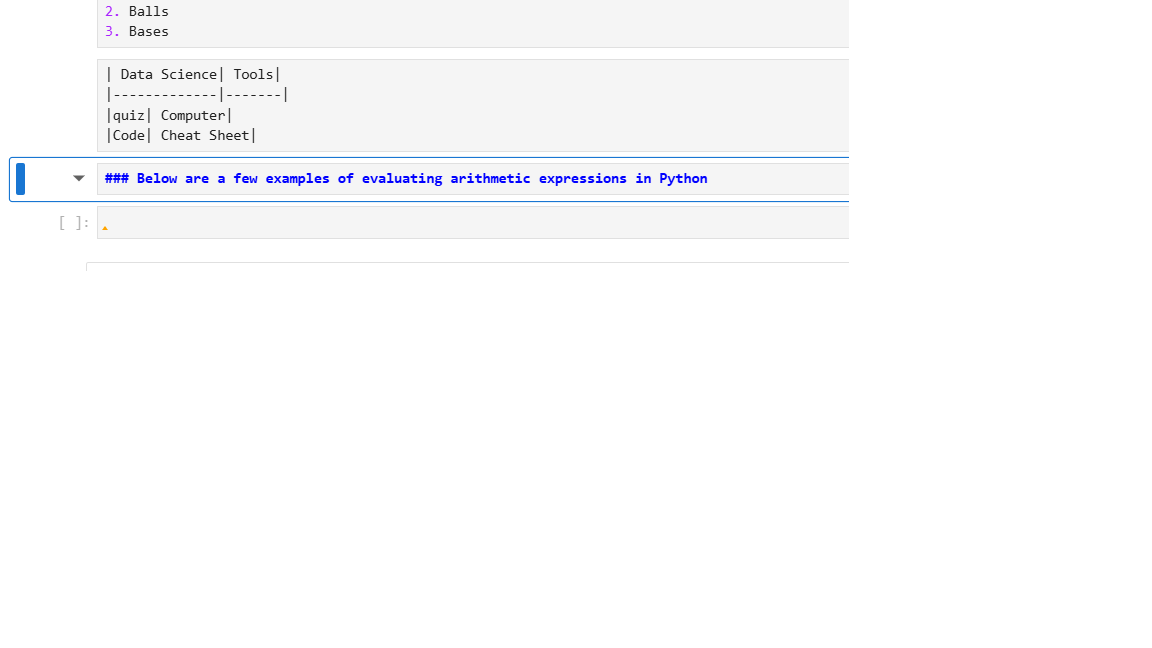 2. Balls
3. Bases
| Data Science| Tools|
|-------------|-------|
|quiz| Computer|
|Code| Cheat Sheet|
### Below are a few examples of evaluating arithmetic expressions in Python
[ ]: